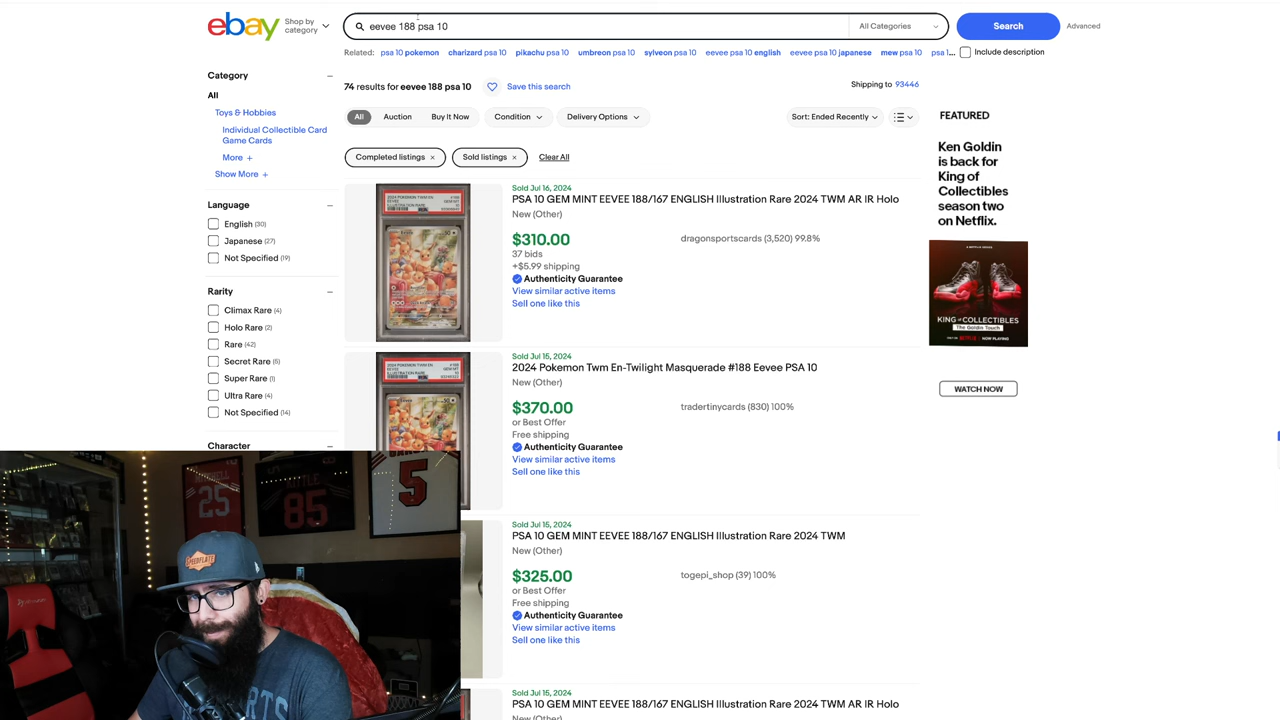 ebay
Shop by
category
eevee 188 psa 10
All Categories
Search
Advanced
Related: psa 10 pokemon charizard psa 10 pikachu psa 10 umbreon psa 10 sylveon psa 10 eevee psa 10 english eevee psa 10 japanese mew psa 10 psa 1...
Include description
Category
All
Toys & Hobbies
Individual Collectible Card
Game Cards
More +
Show More +
Language
English (30)
Japanese (27)
Not Specified (19)
Rarity
Climax Rare (4)
Holo Rare (2)
Rare (42)
Secret Rare (5)
Super Rare (1)
Ultra Rare (4)
Not Specified (14)
Character
74 results for eevee 188 psa 10
Save this search
Shipping to 93446
All
Auction
Buy It Now
Condition
Delivery Options
Sort: Ended Recently
Completed listings ×
Sold listings ×
Clear All
Sold Jul 16, 2024
PSA 10 GEM MINT EEVEE 188/167 ENGLISH Illustration Rare 2024 TWM AR IR Holo
New (Other)
$310.00
37 bids
+$5.99 shipping
Authenticity Guarantee
View similar active items
Sell one like this
dragonsportscards (3,520) 99.8%
Sold Jul 15, 2024
2024 Pokemon Twm En-Twilight Masquerade #188 Eevee PSA 10
New (Other)
$370.00
or Best Offer
Free shipping
Authenticity Guarantee
View similar active items
Sell one like this
tradertinycards (830) 100%
Sold Jul 15, 2024
PSA 10 GEM MINT EEVEE 188/167 ENGLISH Illustration Rare 2024 TWM
New (Other)
$325.00
or Best Offer
Free shipping
Authenticity Guarantee
View similar active items
Sell one like this
togepi_shop (39) 100%
Sold Jul 15, 2024
PSA 10 GEM MINT EEVEE 188/167 ENGLISH Illustration Rare 2024 TWM AR IR Holo
New (Other)
FEATURED
Ken Goldin
is back for
King of
Collectibles
season two
on Netflix.
KING of COLLECTIBLES
The Goldin Touch
WATCH NOW
25
85
5
SPEEDFLATE